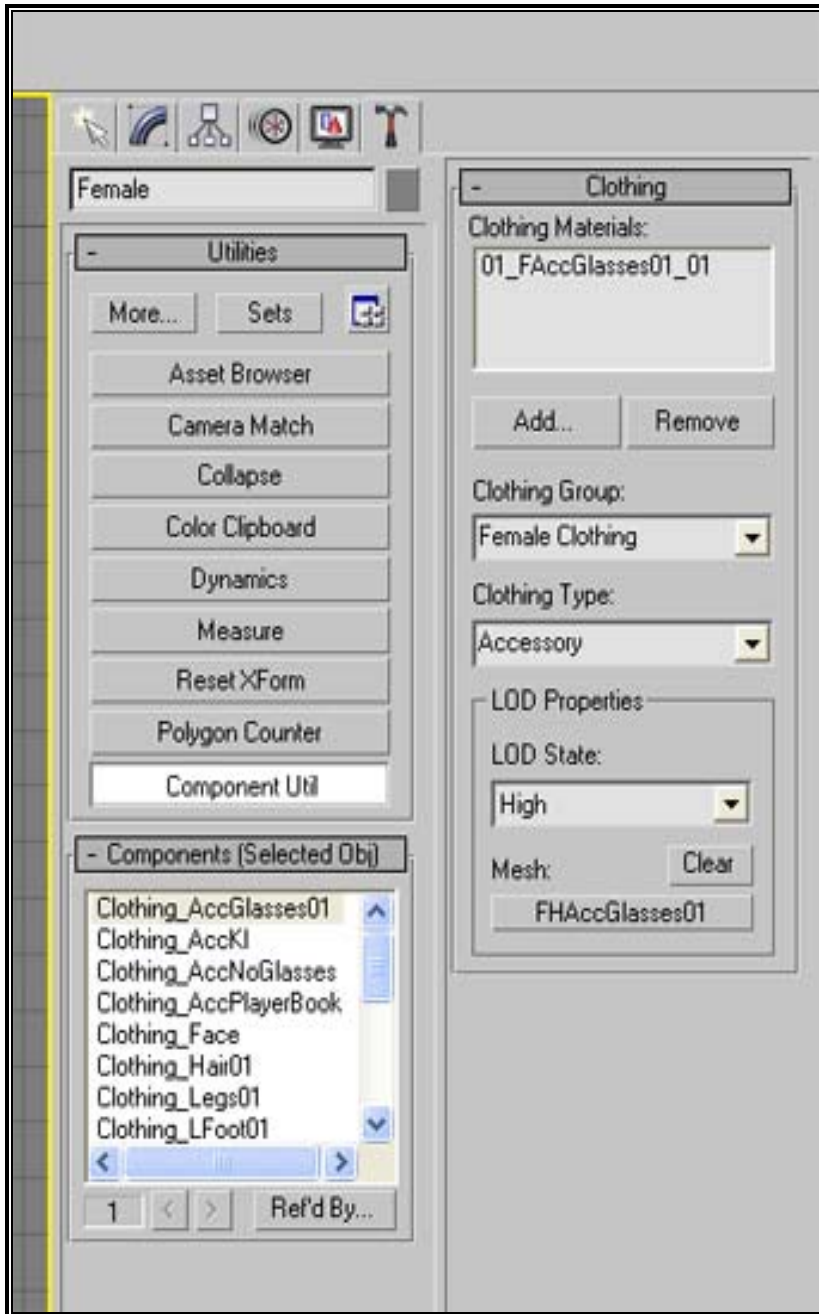 Female
- Utilities
More... Sets
Asset Browser
Camera Match
Collapse
Color Clipboard
Dynamics
Measure
Reset XForm
Polygon Counter
Component Util
- Components (Selected Obj)
Clothing_AccGlasses01
Clothing_AccKI
Clothing_AccNoGlasses
Clothing_AccPlayerBook
Clothing_Face
Clothing_Hair01
Clothing_Legs01
Clothing_LFoot01
1 < > Ref'd By...
- Clothing
Clothing Materials:
01_FAccGlasses01_01
Add... Remove
Clothing Group:
Female Clothing
Clothing Type:
Accessory
LOD Properties
LOD State:
High
Mesh: Clear
FHAccGlasses01